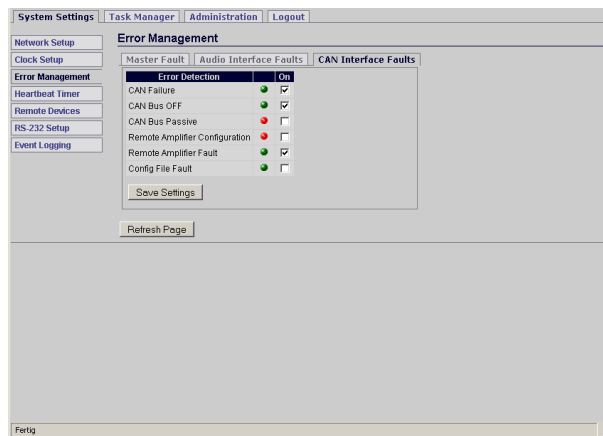 System Settings Task Manager Administration Logout
Network Setup
Clock Setup
Error Management
Heartbeat Timer
Remote Devices
RS-232 Setup
Event Logging
Error Management
Master Fault Audio Interface Faults CAN Interface Faults
Error Detection On
CAN Failure
CAN Bus OFF
CAN Bus Passive
Remote Amplifier Configuration
Remote Amplifier Fault
Config File Fault
Save Settings
Refresh Page
Fertig